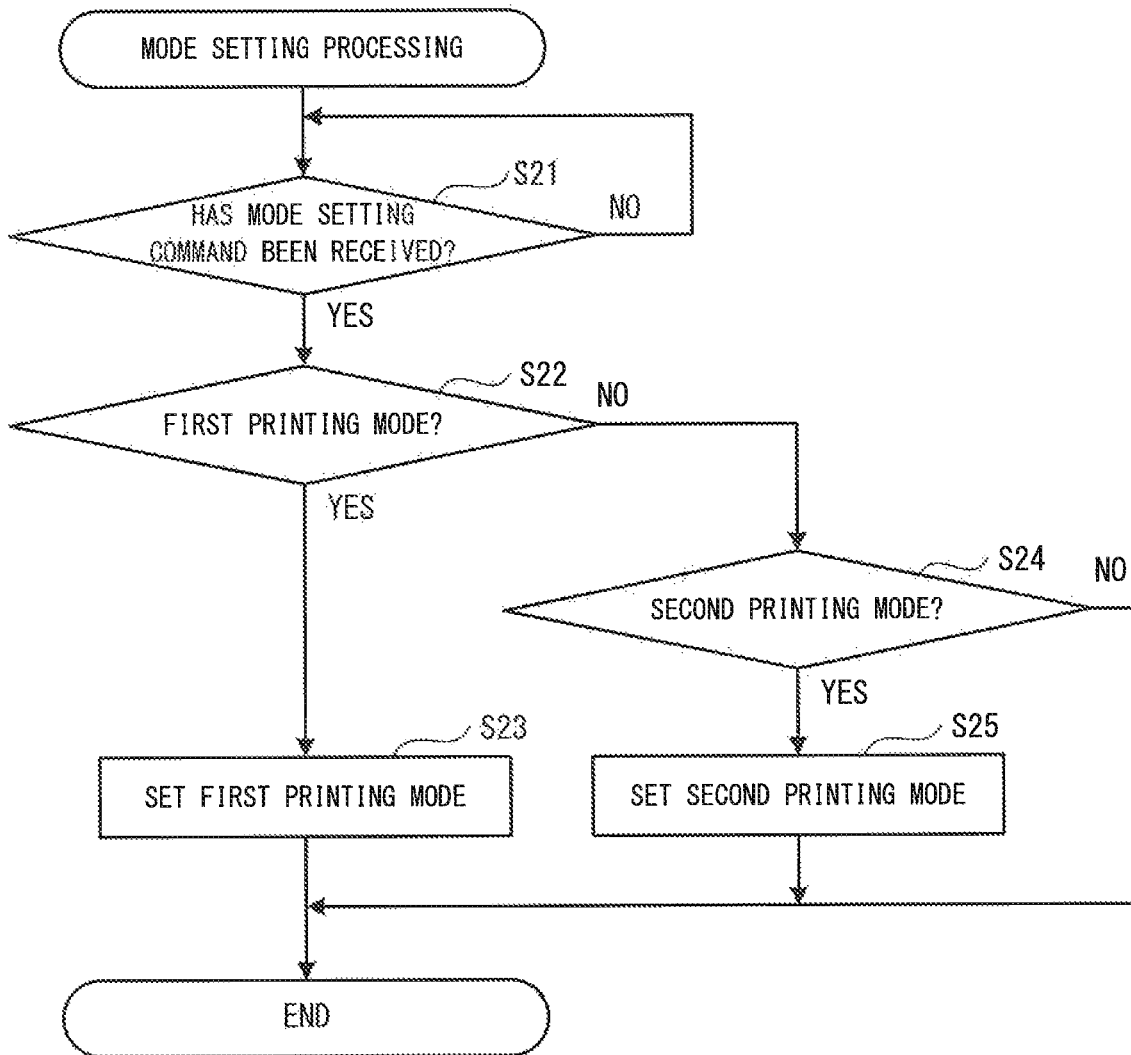 MODE SETTING PROCESSING
S21
HAS MODE SETTING
COMMAND BEEN RECEIVED?
NO
YES
S22
NO
FIRST PRINTING MODE?
YES
S24
NO
SECOND PRINTING MODE?
YES
S23
S25
SET FIRST PRINTING MODE
SET SECOND PRINTING MODE
END